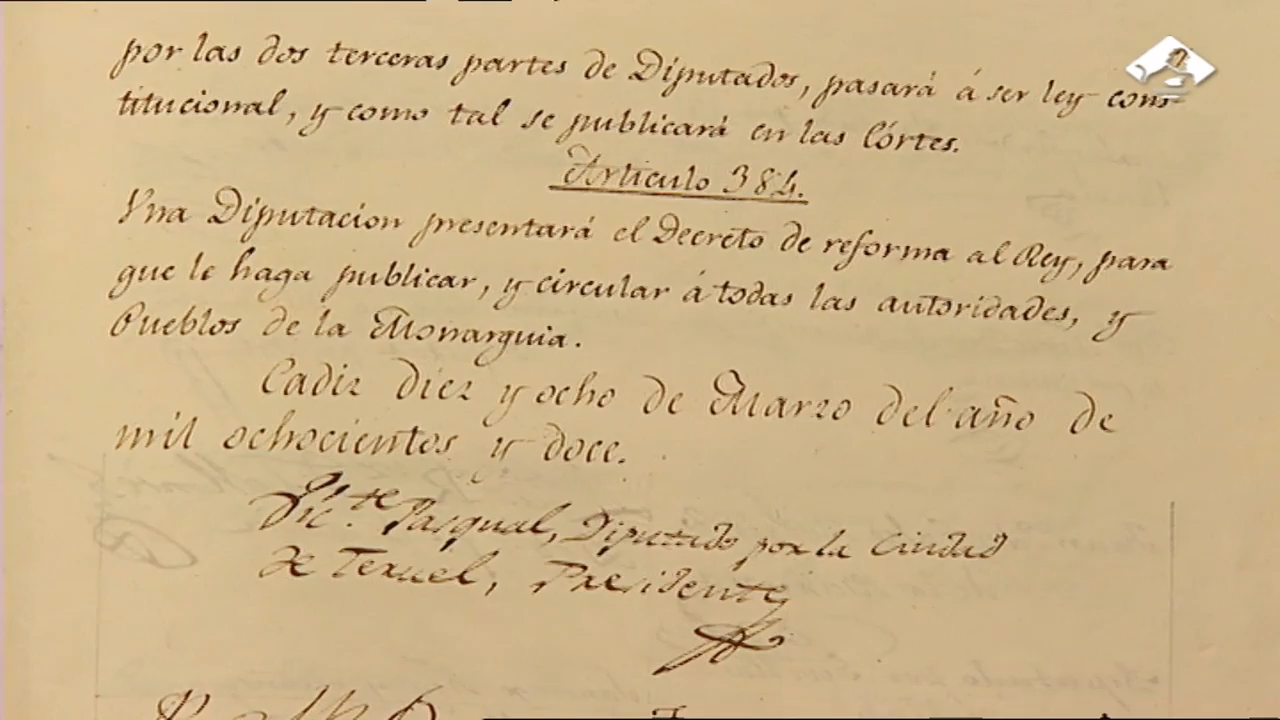 por las dos terceras partes de Diputados, pasará á ser ley cons-
titucional, y como tal se publicará en las Córtes.
Articulo 384.
Una Diputacion presentará el Decreto de reforma al Rey, para
que le haga publicar, y circular á todas las autoridades, y
Pueblos de la Monarquia.
Cadiz diez y ocho de Marzo del año de
mil ochocientos y doce.
Vic.te Pasqual, Diputado por la Ciudad
de Teruel, Presidente